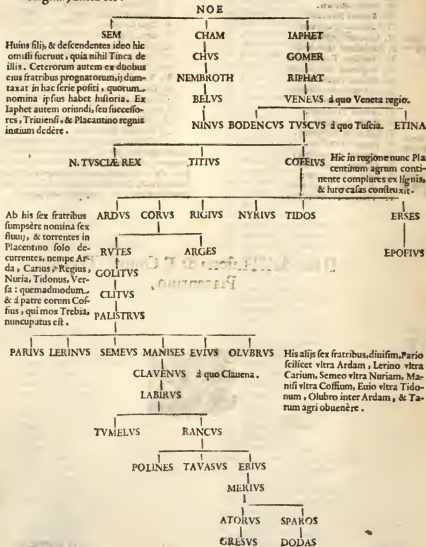 NOE
SEM CHAM IAPHET
Huius filij, & descendentes ideo hic
omissi fuerunt, quia nihil Tinca de
illis. Ceterorum autem ex duobus
eius fratribus prognatorum, ij dum-
taxat in hac serie positi, quorum
nomina ipsius habet historia. Ex
Iaphet autem oriundi, seu successo-
res, Triuiensi, & Placantino regnis
initium dedère.
CHVS GOMER
NEMBROTH RIPHAT
BELVS VENEVS à quo Veneta regio.
NINVS BODENCVS TVSCVS à quo Tuscia. ETINA
N. TVSCIÆ REX TITIVS COFFIVS
Hic in regione nunc Pla
centinum agrum conti-
nente complures ex lignis,
& luto casas construxit.
Ab his sex fratribus
sumpsère nomina sex
fluuij, & torrentes in
Placentino solo de-
currentes, nempe Ar-
da, Carius, Regius,
Nuria, Tidonus, Ver-
sa: quemadmodum
& à patre eorum Cof-
fius, qui mox Trebia,
nuncupatus est.
ARDVS CORVS RIGIVS NYRIVS TIDOS ERSES
RVTES ARGES EPOFIVS
GOLITVS
CLITVS
PALISTRVS
PARIVS LERINVS SEMEVS MANISES EVIVS OLVBRVS
His alijs sex fratribus, diuisim, Pario
scilicet vltra Ardam, Lerino vltra
Carium, Semeo vltra Nuriam, Ma-
nisi vltra Coffium, Euio vltra Tido-
num, Olubro inter Ardam, & Ta-
rum agri obuenère.
CLAVENVS à quo Clauena.
LABIRVS
TVMELVS RANCVS
POLINES TAVASVS EBIVS
MERIVS
ATORVS SPAROS
GRESVS DODAS